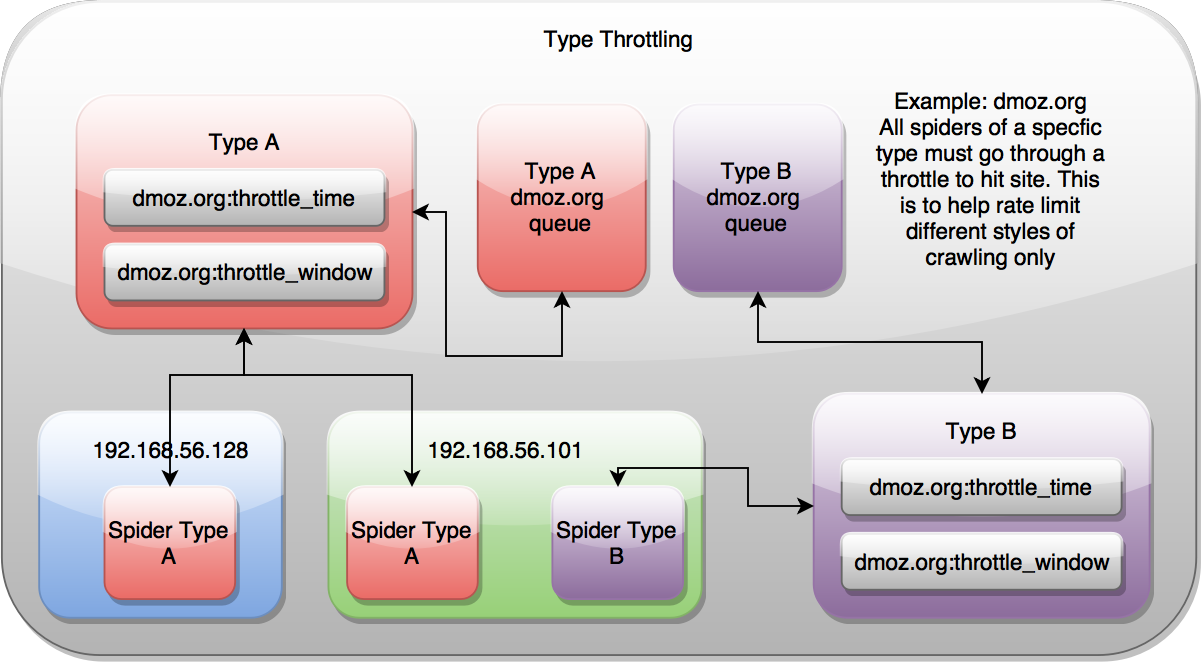 Type Throttling
Type A
dmoz.org:throttle_time
dmoz.org:throttle_window
Type A
dmoz.org
queue
Type B
dmoz.org
queue
Example: dmoz.org
All spiders of a specfic
type must go through a
throttle to hit site. This
is to help rate limit
different styles of
crawling only
192.168.56.128
Spider Type
A
192.168.56.101
Spider Type
A
Spider Type
B
Type B
dmoz.org:throttle_time
dmoz.org:throttle_window